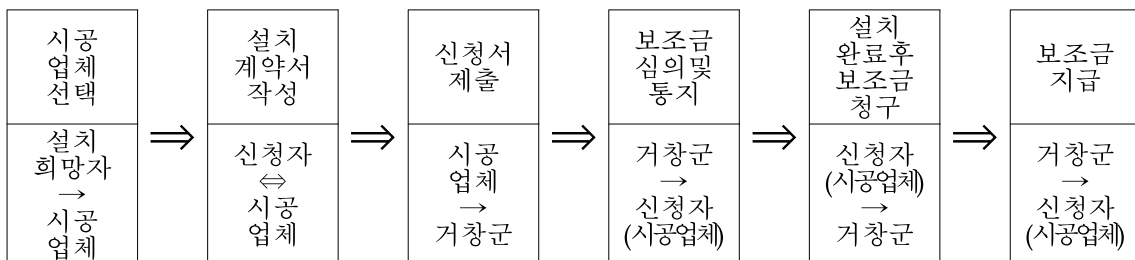 시공
업체
선택
설치
희망자
→
시공
업체
⇒
설치
계약서
작성
신청자
⇔
시공
업체
⇒
신청서
제출
시공
업체
→
거창군
⇒
보조금
심의및
통지
거창군
→
신청자
(시공업체)
⇒
설치
완료후
보조금
청구
신청자
(시공업체)
→
거창군
⇒
보조금
지급
거창군
→
신청자
(시공업체)